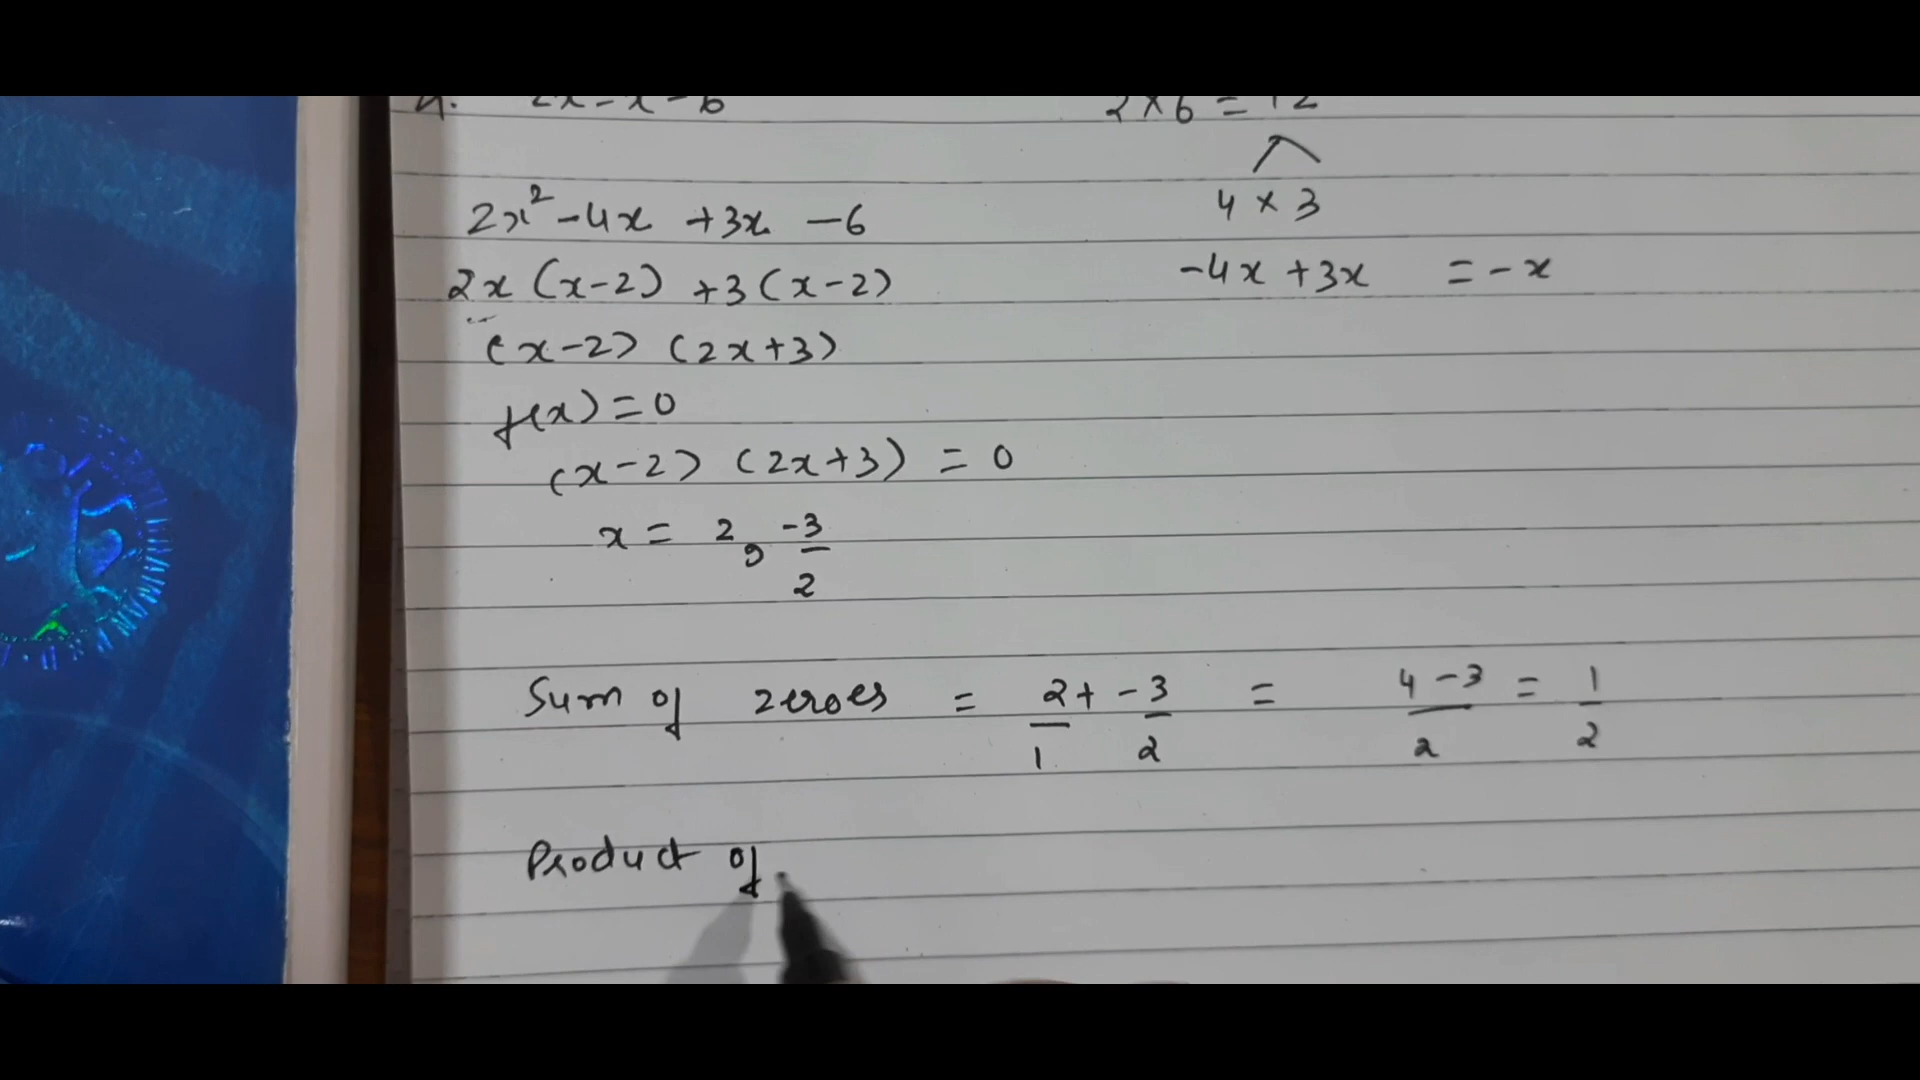 2x² - 4x + 3x - 6
4 × 3
2x (x-2) + 3 (x-2)
-4x + 3x = -x
(x-2) (2x+3)
f(x) = 0
(x-2) (2x+3) = 0
x = 2, -3/2
Sum of zeroes = 2/1 + -3/2 = 4-3/2 = 1/2
Product of